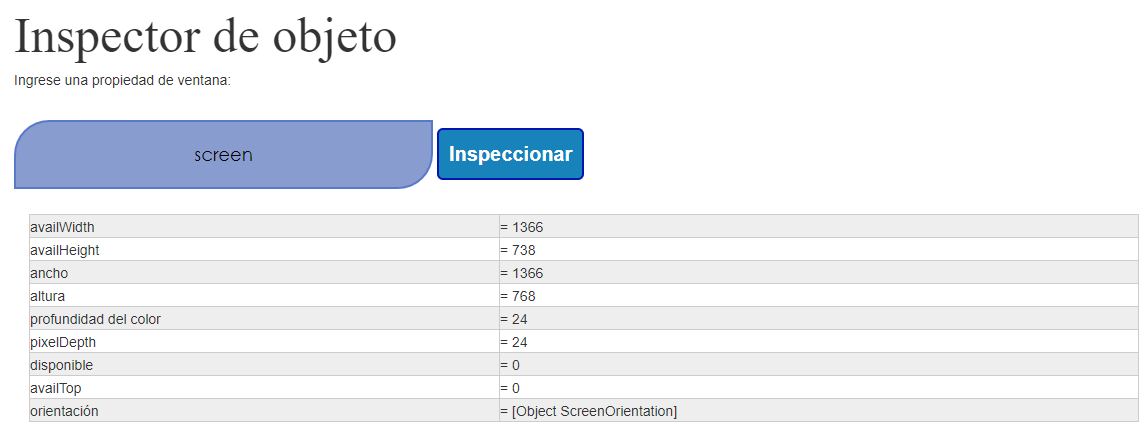 Inspector de objeto
Ingrese una propiedad de ventana:
screen Inspeccionar
availWidth = 1366
availHeight = 738
ancho = 1366
altura = 768
profundidad del color = 24
pixelDepth = 24
disponible = 0
availTop = 0
orientación = [Object ScreenOrientation]